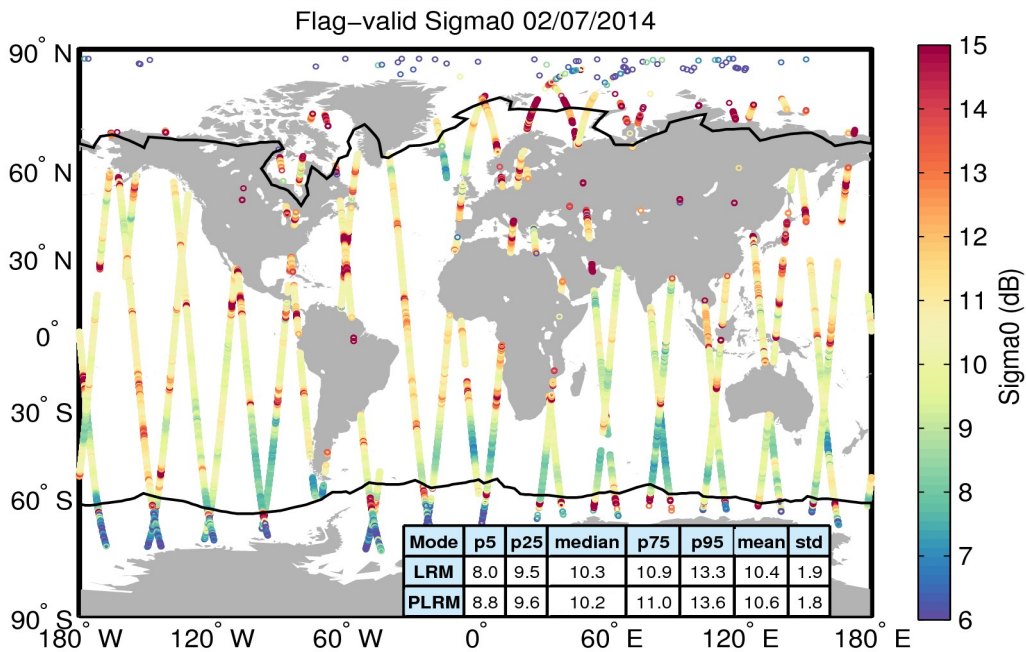 Flag−valid Sigma0 02/07/2014
90° N
60° N
30° N
0°
30° S
60° S
90° S
180° W 120° W 60° W 0° 60° E 120° E 180° E
Mode p5 p25 median p75 p95 mean std
LRM 8.0 9.5 10.3 10.9 13.3 10.4 1.9
PLRM 8.8 9.6 10.2 11.0 13.6 10.6 1.8
15
14
13
12
11
10
9
8
7
6
Sigma0 (dB)